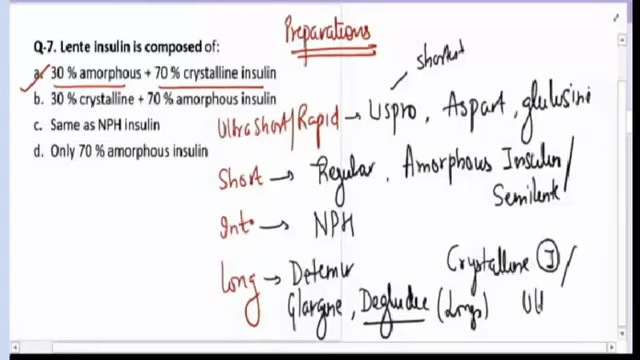 Preparations
Q-7. Lente insulin is composed of:
a. 30 % amorphous + 70 % crystalline insulin
b. 30 % crystalline + 70 % amorphous insulin
c. Same as NPH insulin
d. Only 70 % amorphous insulin
shortest
Ultrashort/Rapid → Lispro, Aspart, glulisine
Short → Regular, Amorphous Insulin/
Semilente
Int. → NPH
Long → Detemir
Crystalline I /
Glargine, Degludec (Longs)